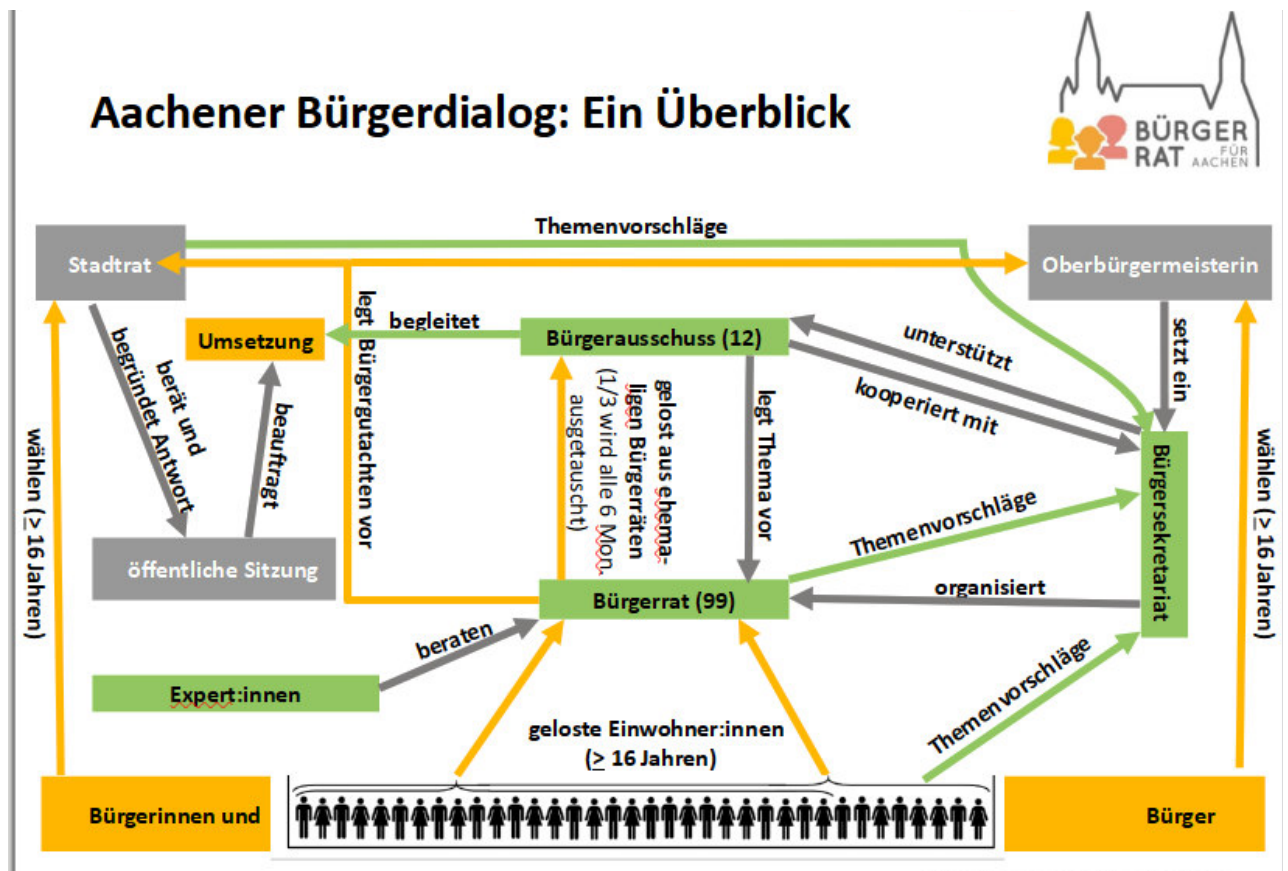 Aachener Bürgerdialog: Ein Überblick
BÜRGER
RAT FÜR
AACHEN
Themenvorschläge
Stadtrat
Oberbürgermeisterin
Umsetzung
begleitet
Bürgerausschuss (12)
unterstützt
kooperiert mit
setzt ein
berät und
begründet Antwort
beauftragt
legt Bürgergutachten vor
gelost aus ehema-
ligen Bürgerräten
(1/3 wird alle 6 Mon.
ausgetauscht)
legt Thema vor
Bürgersekretariat
wählen (≥ 16 Jahren)
wählen (≥ 16 Jahren)
öffentliche Sitzung
Themenvorschläge
Bürgerrat (99)
organisiert
beraten
Expert:innen
Themenvorschläge
geloste Einwohner:innen
(≥ 16 Jahren)
Bürgerinnen und
Bürger